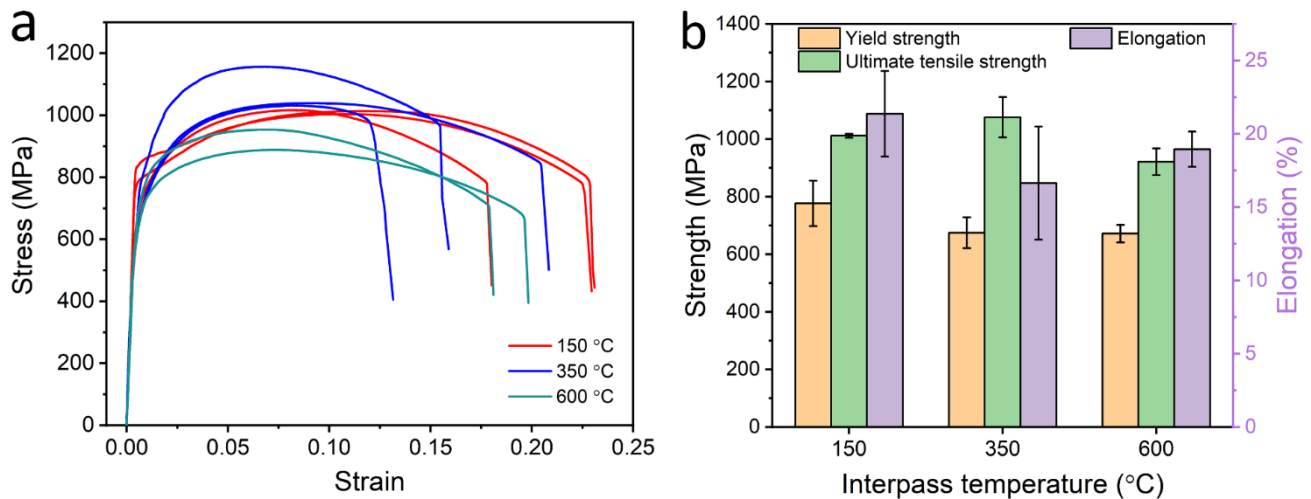 a
Stress (MPa)
1200
1000
800
600
400
200
0
0.00 0.05 0.10 0.15 0.20 0.25
Strain
150 °C
350 °C
600 °C
b
Strength (MPa)
1400
1200
1000
800
600
400
200
0
Yield strength
Ultimate tensile strength
Elongation
150 350 600
Interpass temperature (°C)
25
20
15
10
5
0
Elongation (%)